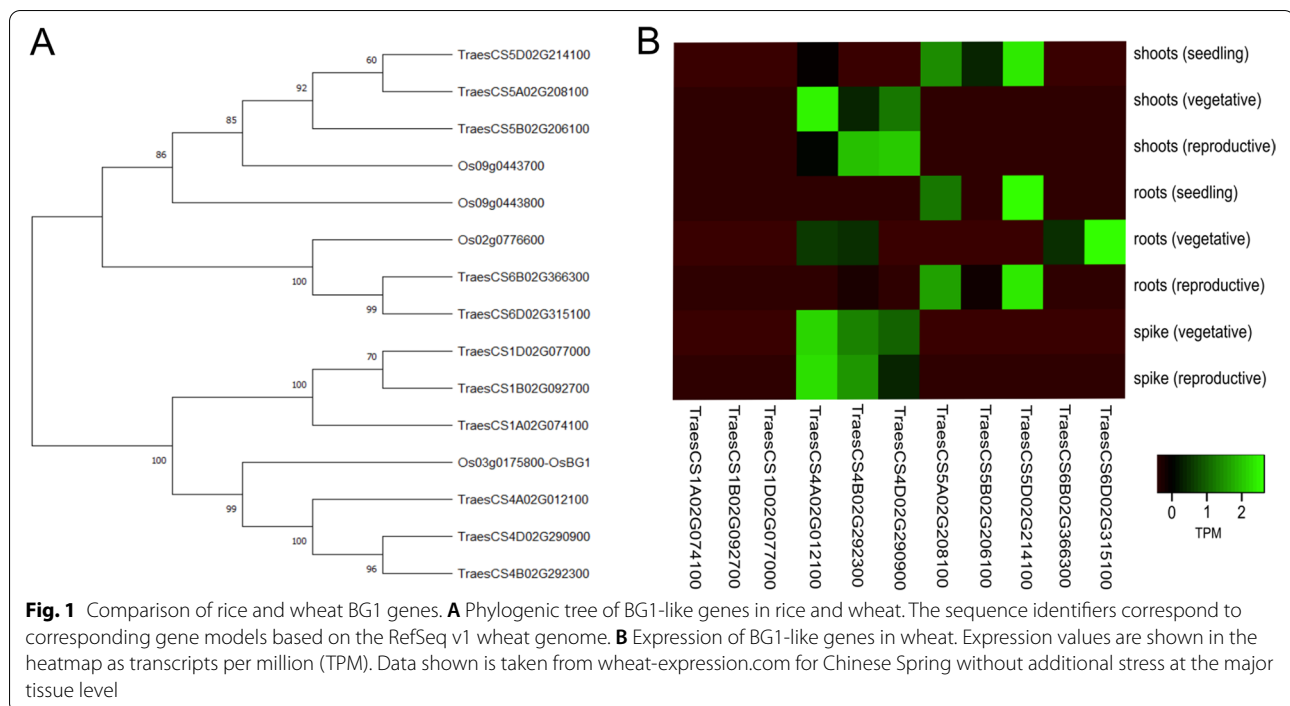 A
60
TraesCS5D02G214100
92
TraesCS5A02G208100
85
TraesCS5B02G206100
86
Os09g0443700
Os09g0443800
Os02g0776600
100
TraesCS6B02G366300
99
TraesCS6D02G315100
70
TraesCS1D02G077000
100
TraesCS1B02G092700
TraesCS1A02G074100
100
Os03g0175800-OsBG1
99
TraesCS4A02G012100
100
TraesCS4D02G290900
96
TraesCS4B02G292300
B
shoots (seedling)
shoots (vegetative)
shoots (reproductive)
roots (seedling)
roots (vegetative)
roots (reproductive)
spike (vegetative)
spike (reproductive)
TraesCS1A02G074100
TraesCS1B02G092700
TraesCS1D02G077000
TraesCS4A02G012100
TraesCS4B02G292300
TraesCS4D02G290900
TraesCS5A02G208100
TraesCS5B02G206100
TraesCS5D02G214100
TraesCS6B02G366300
TraesCS6D02G315100
0 1 2
TPM
Fig. 1 Comparison of rice and wheat BG1 genes. A Phylogenic tree of BG1-like genes in rice and wheat. The sequence identifiers correspond to
corresponding gene models based on the RefSeq v1 wheat genome. B Expression of BG1-like genes in wheat. Expression values are shown in the
heatmap as transcripts per million (TPM). Data shown is taken from wheat-expression.com for Chinese Spring without additional stress at the major
tissue level